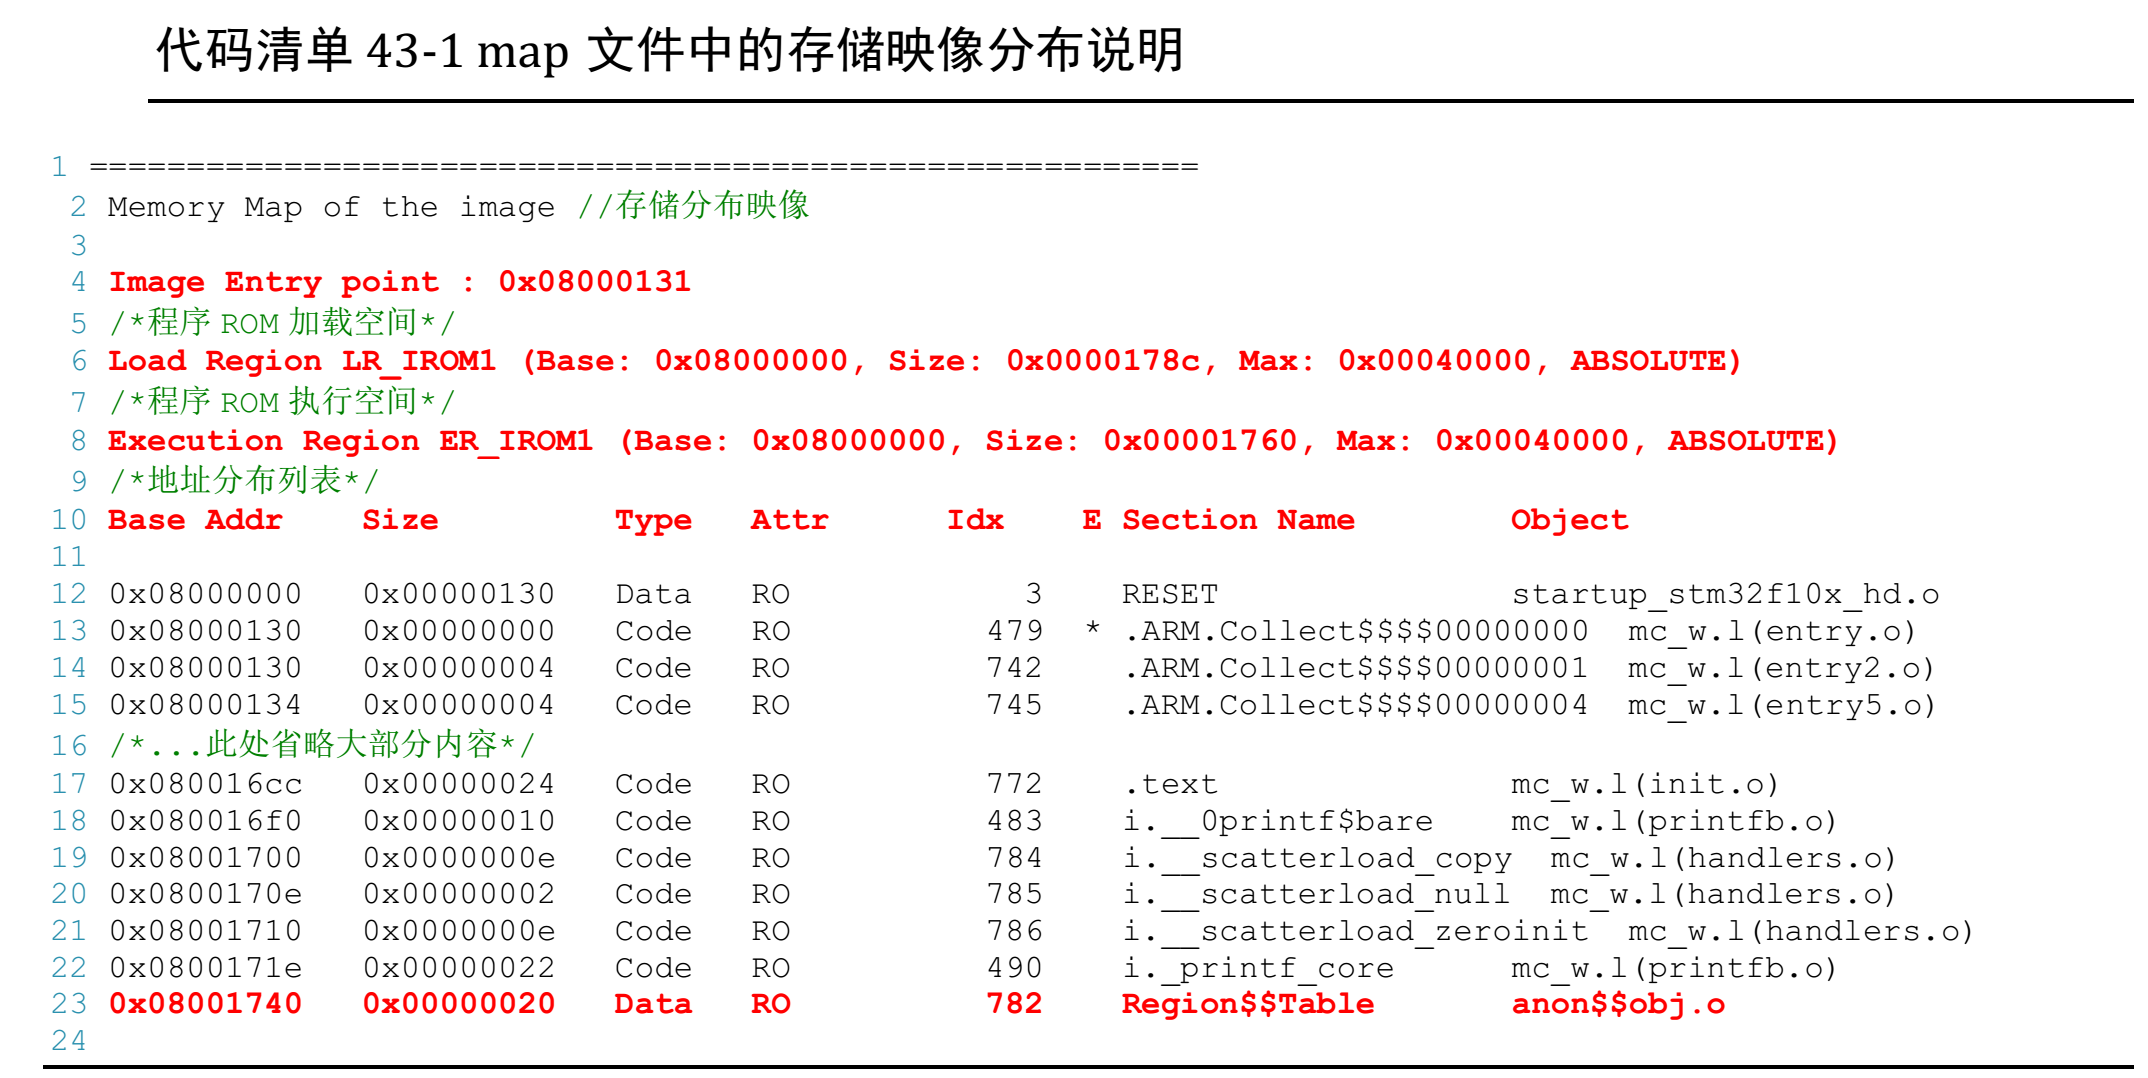 代码清单 43-1 map 文件中的存储映像分布说明
1 =========================================================
2 Memory Map of the image //存储分布映像
3
4 Image Entry point : 0x08000131
5 /*程序 ROM 加载空间*/
6 Load Region LR_IROM1 (Base: 0x08000000, Size: 0x0000178c, Max: 0x00040000, ABSOLUTE)
7 /*程序 ROM 执行空间*/
8 Execution Region ER_IROM1 (Base: 0x08000000, Size: 0x00001760, Max: 0x00040000, ABSOLUTE)
9 /*地址分布列表*/
10 Base Addr    Size         Type   Attr      Idx    E Section Name        Object
11
12 0x08000000   0x00000130   Data   RO            3    RESET               startup_stm32f10x_hd.o
13 0x08000130   0x00000000   Code   RO          479  * .ARM.Collect$$$$00000000  mc_w.l(entry.o)
14 0x08000130   0x00000004   Code   RO          742    .ARM.Collect$$$$00000001  mc_w.l(entry2.o)
15 0x08000134   0x00000004   Code   RO          745    .ARM.Collect$$$$00000004  mc_w.l(entry5.o)
16 /*...此处省略大部分内容*/
17 0x080016cc   0x00000024   Code   RO          772    .text               mc_w.l(init.o)
18 0x080016f0   0x00000010   Code   RO          483    i.__0printf$bare    mc_w.l(printfb.o)
19 0x08001700   0x0000000e   Code   RO          784    i.__scatterload_copy  mc_w.l(handlers.o)
20 0x0800170e   0x00000002   Code   RO          785    i.__scatterload_null  mc_w.l(handlers.o)
21 0x08001710   0x0000000e   Code   RO          786    i.__scatterload_zeroinit  mc_w.l(handlers.o)
22 0x0800171e   0x00000022   Code   RO          490    i._printf_core      mc_w.l(printfb.o)
23 0x08001740   0x00000020   Data   RO          782    Region$$Table       anon$$obj.o
24